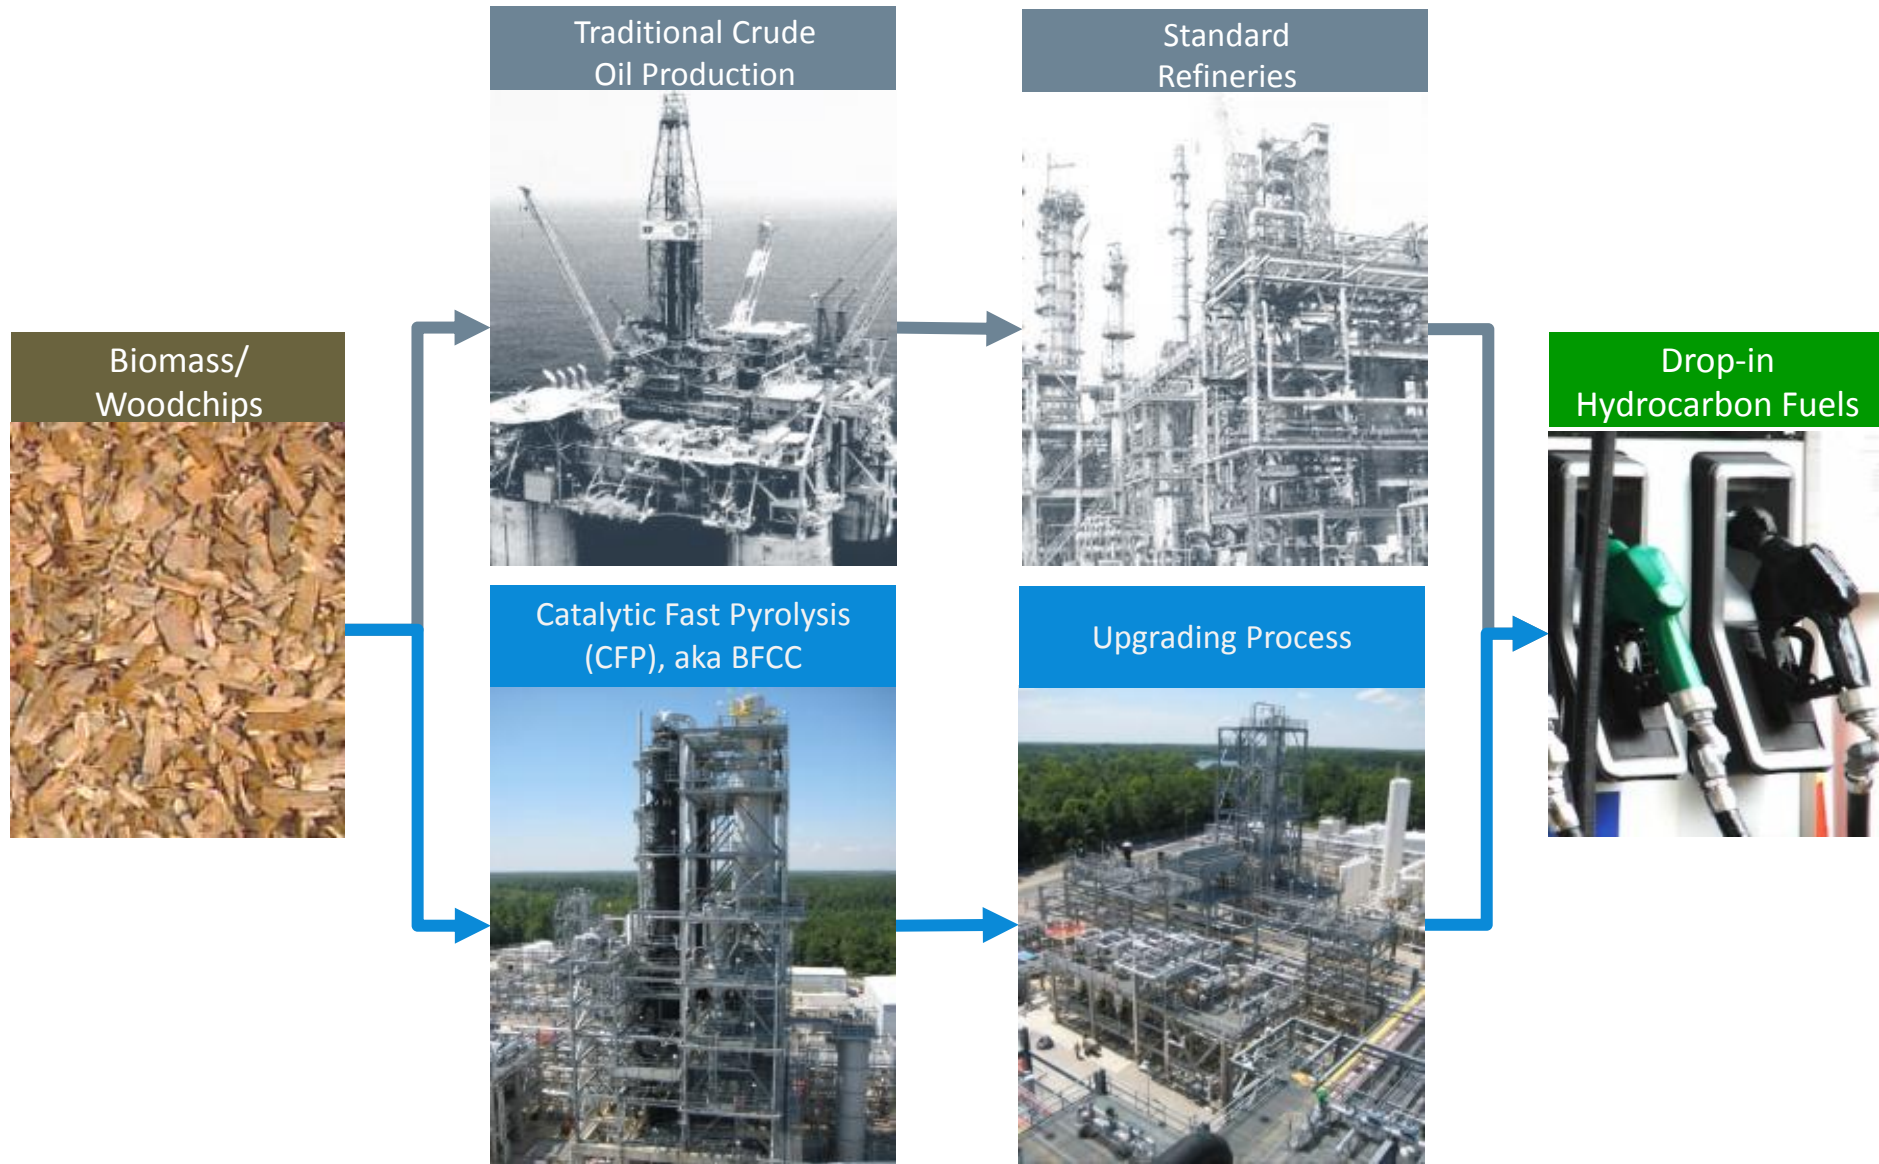 Traditional Crude
Oil Production
Standard
Refineries
Biomass/
Woodchips
Drop-in
Hydrocarbon Fuels
Catalytic Fast Pyrolysis
(CFP), aka BFCC
Upgrading Process